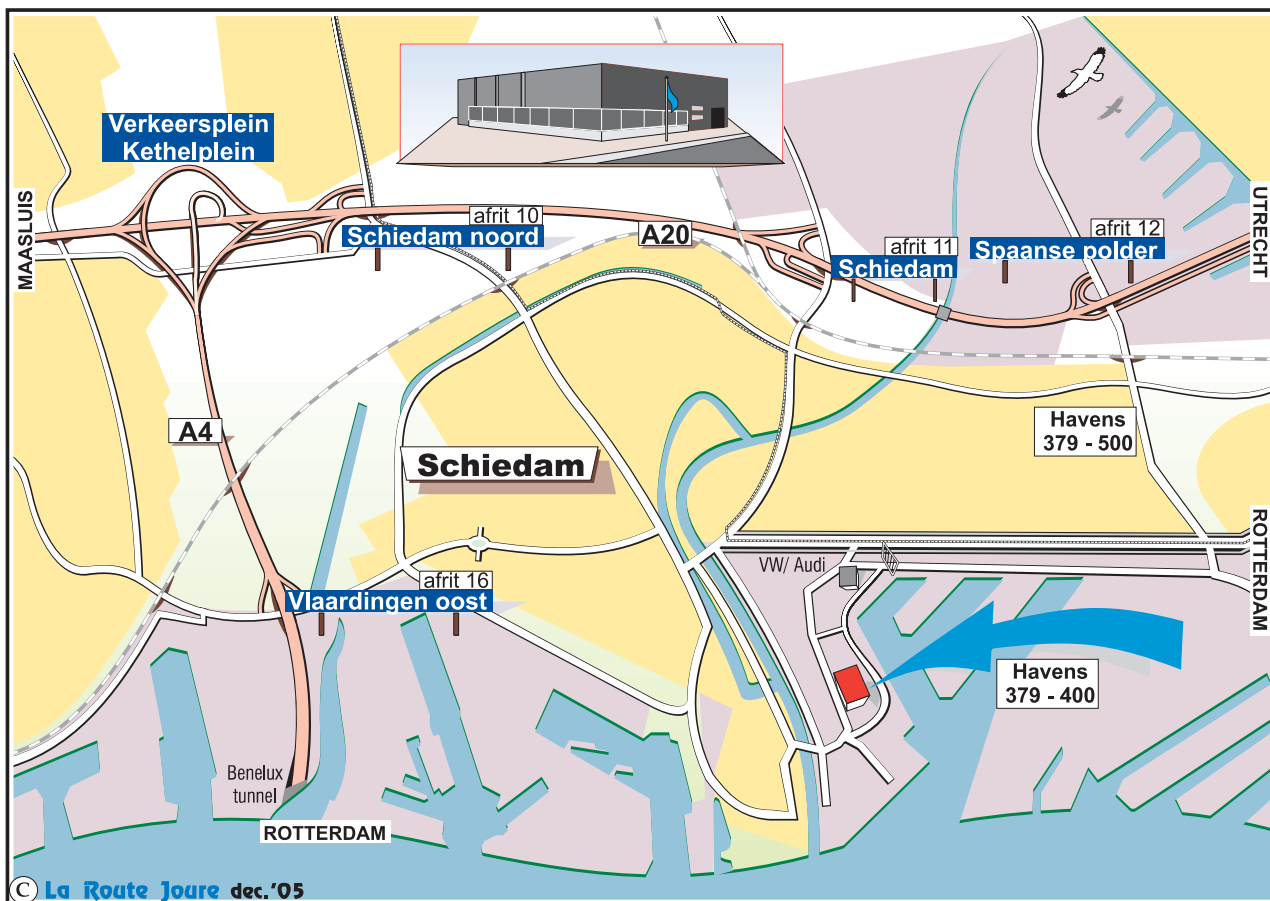 Verkeersplein
Kethelplein
MAASLUIS
afrit 10
Schiedam noord
A20
afrit 11
Schiedam
afrit 12
Spaanse polder
UTRECHT
A4
Schiedam
Havens
379 - 500
ROTTERDAM
VW/ Audi
afrit 16
Vlaardingen oost
Havens
379 - 400
Benelux
tunnel
ROTTERDAM
C La Route Joure dec.'05